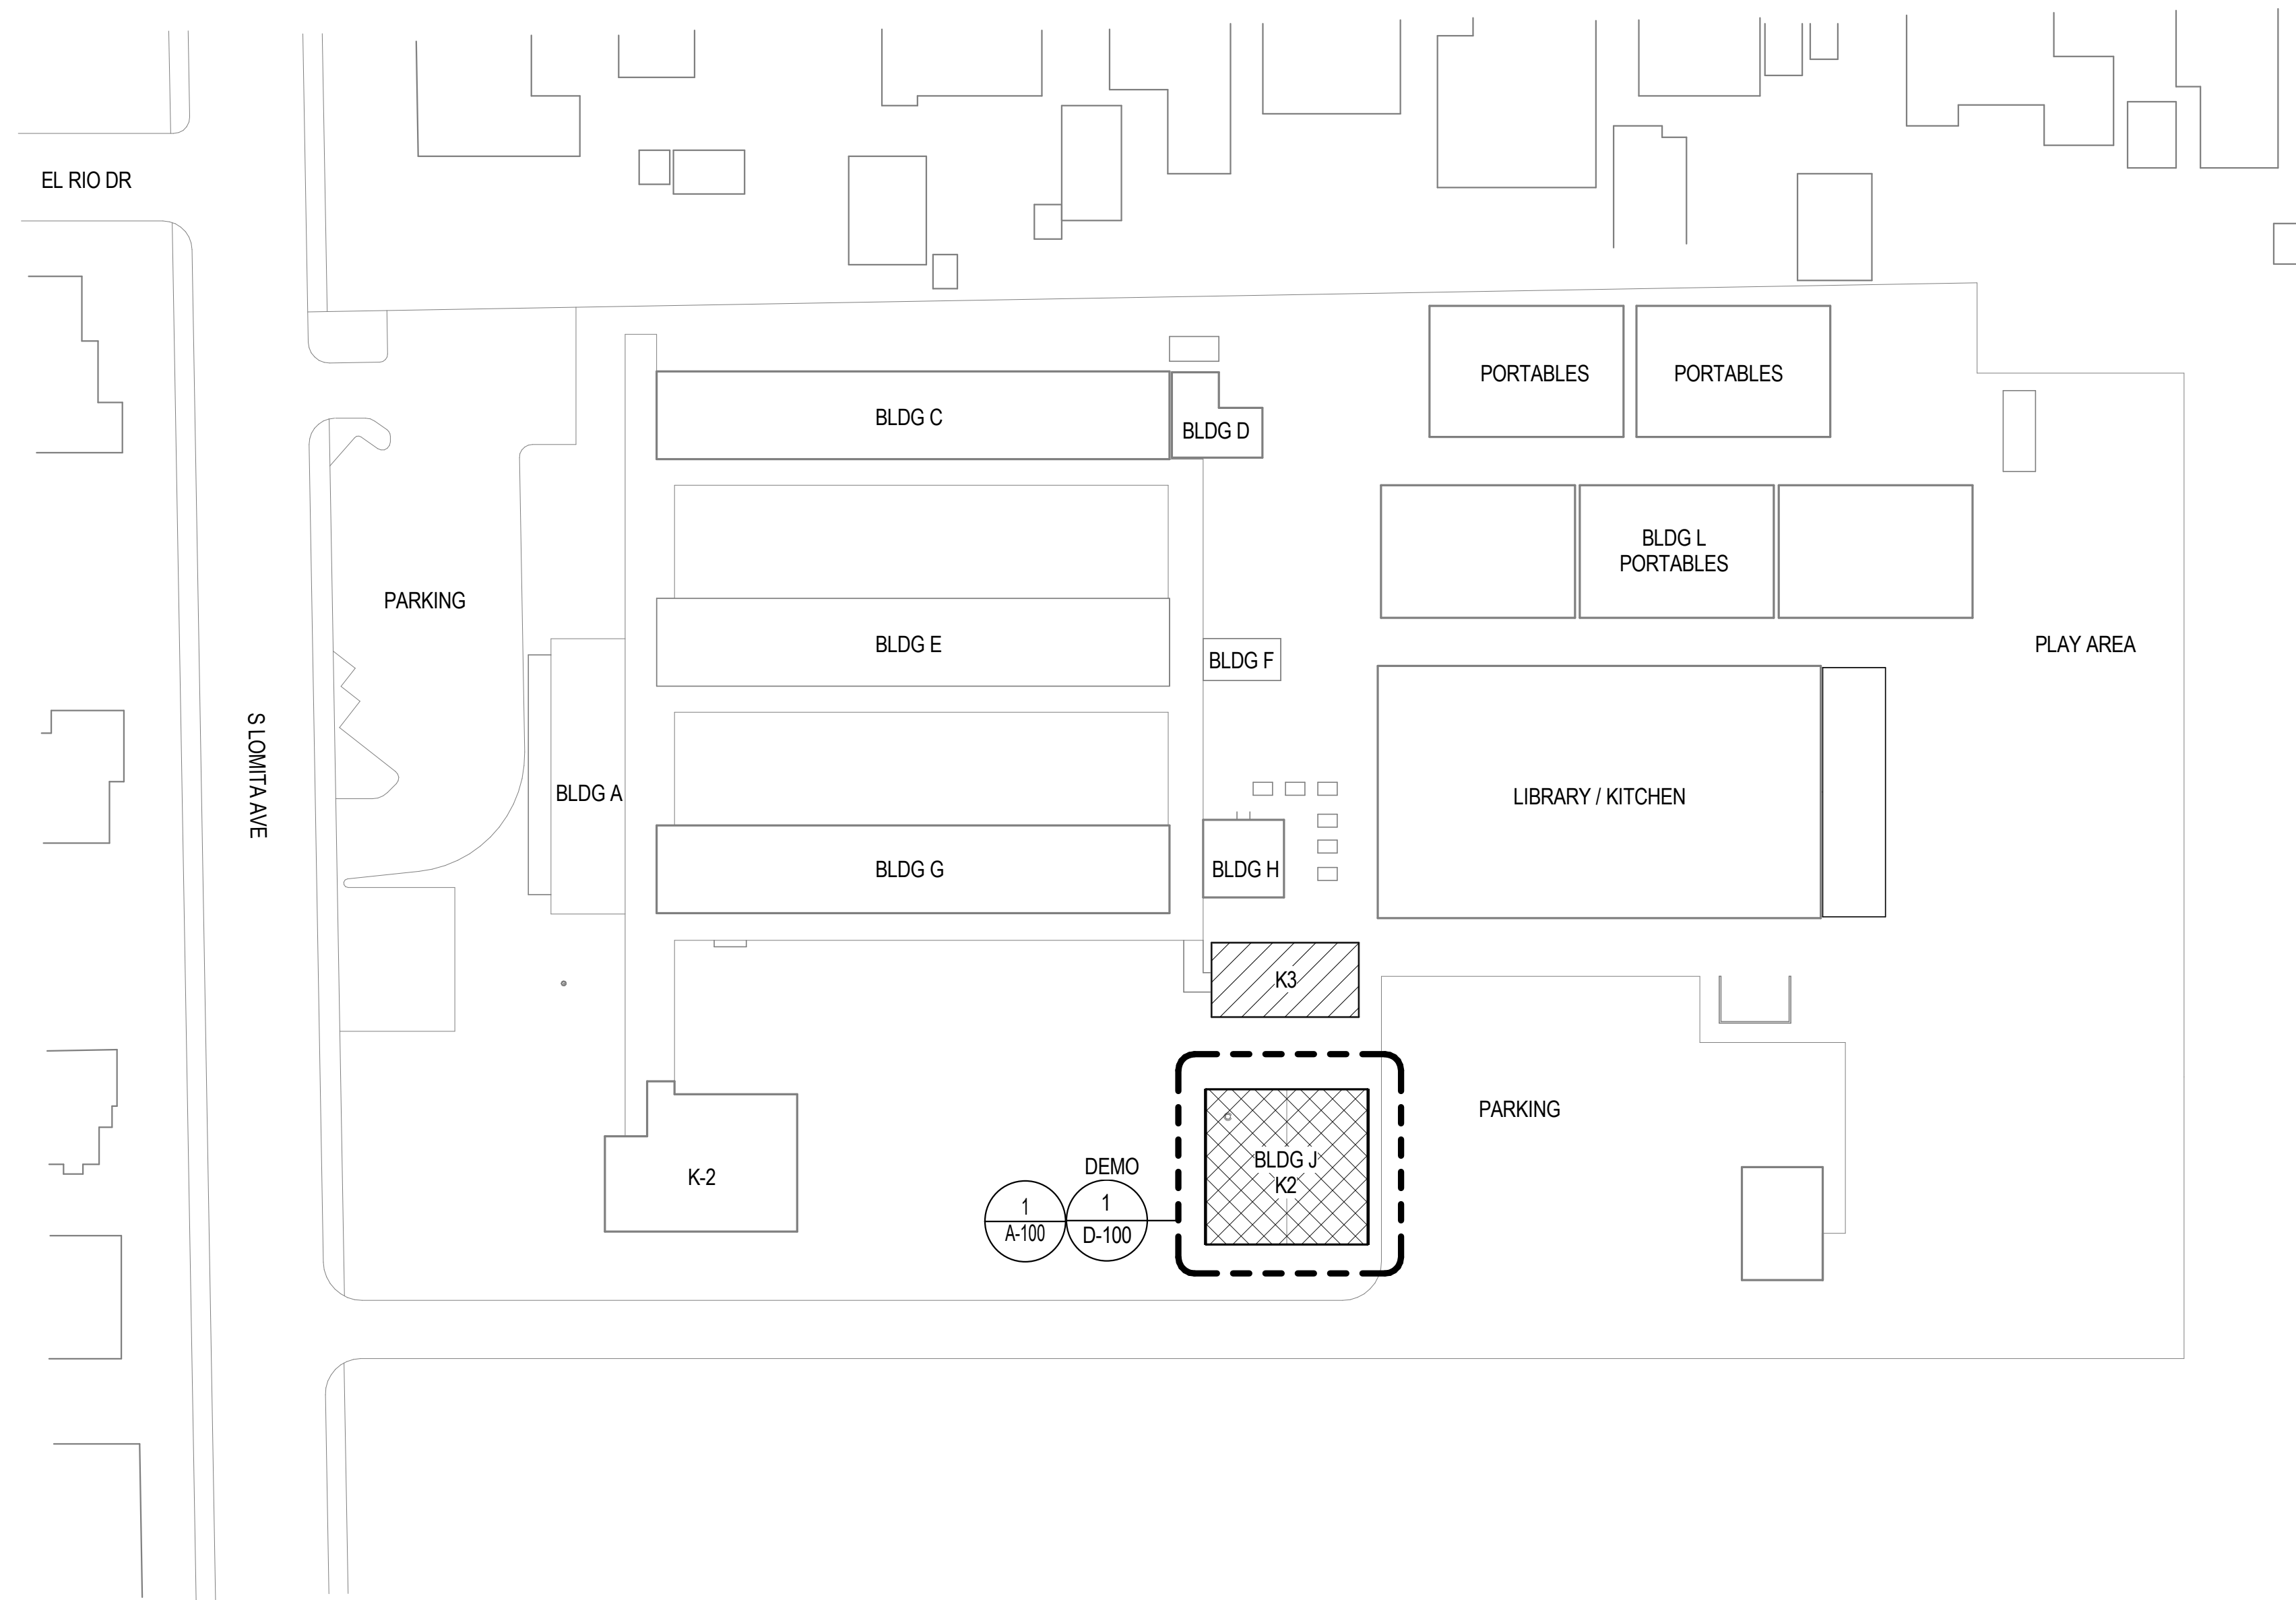 EL RIO DR
PORTABLES
PORTABLES
BLDG C
BLDG D
BLDG L
PORTABLES
PARKING
BLDG E
BLDG F
PLAY AREA
S LOMITA AVE
BLDG A
LIBRARY / KITCHEN
BLDG G
BLDG H
K3
PARKING
BLDG J
K2
K-2
DEMO
1
A-100
1
D-100